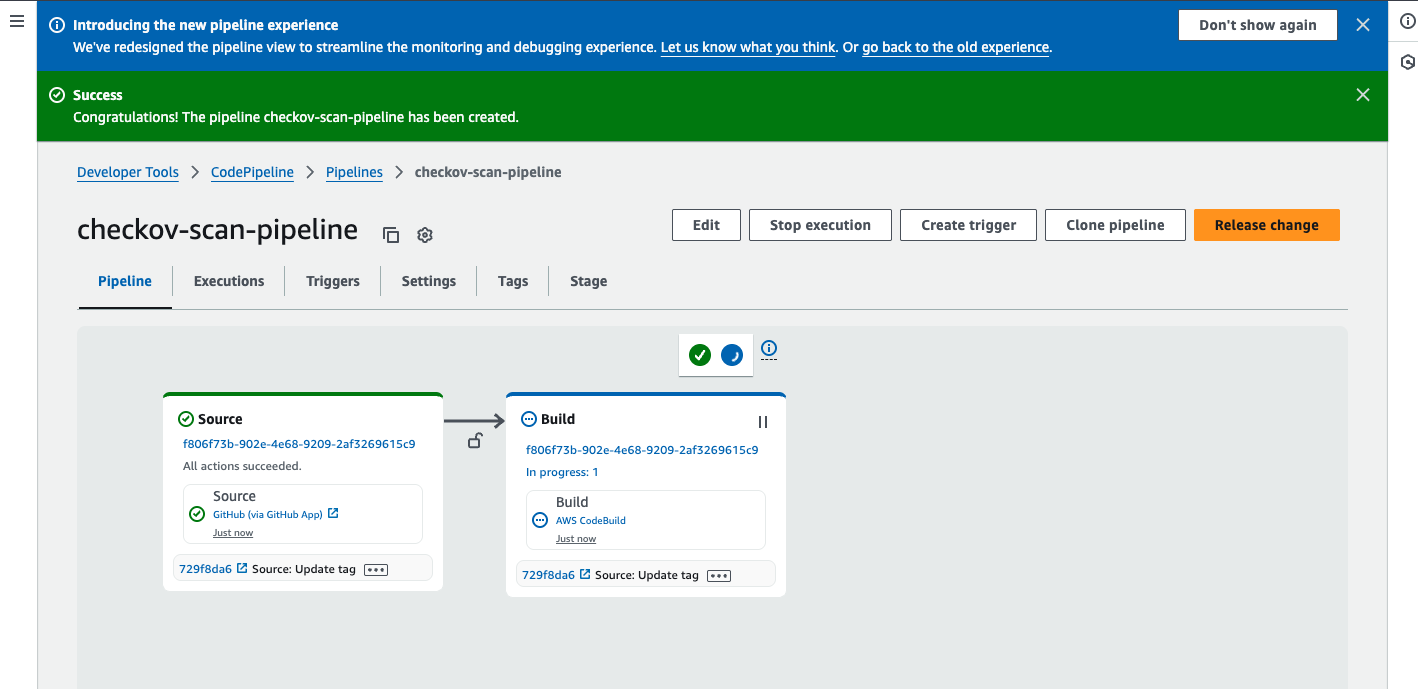 Introducing the new pipeline experience
We've redesigned the pipeline view to streamline the monitoring and debugging experience. Let us know what you think. Or go back to the old experience.
Don't show again
Success
Congratulations! The pipeline checkov-scan-pipeline has been created.
Developer Tools
CodePipeline
Pipelines
checkov-scan-pipeline
checkov-scan-pipeline
Edit
Stop execution
Create trigger
Clone pipeline
Release change
Pipeline
Executions
Triggers
Settings
Tags
Stage
Source
f806f73b-902e-4e68-9209-2af3269615c9
All actions succeeded.
Source
GitHub (via GitHub App)
Just now
729f8da6 Source: Update tag
Build
f806f73b-902e-4e68-9209-2af3269615c9
In progress: 1
Build
AWS CodeBuild
Just now
729f8da6 Source: Update tag